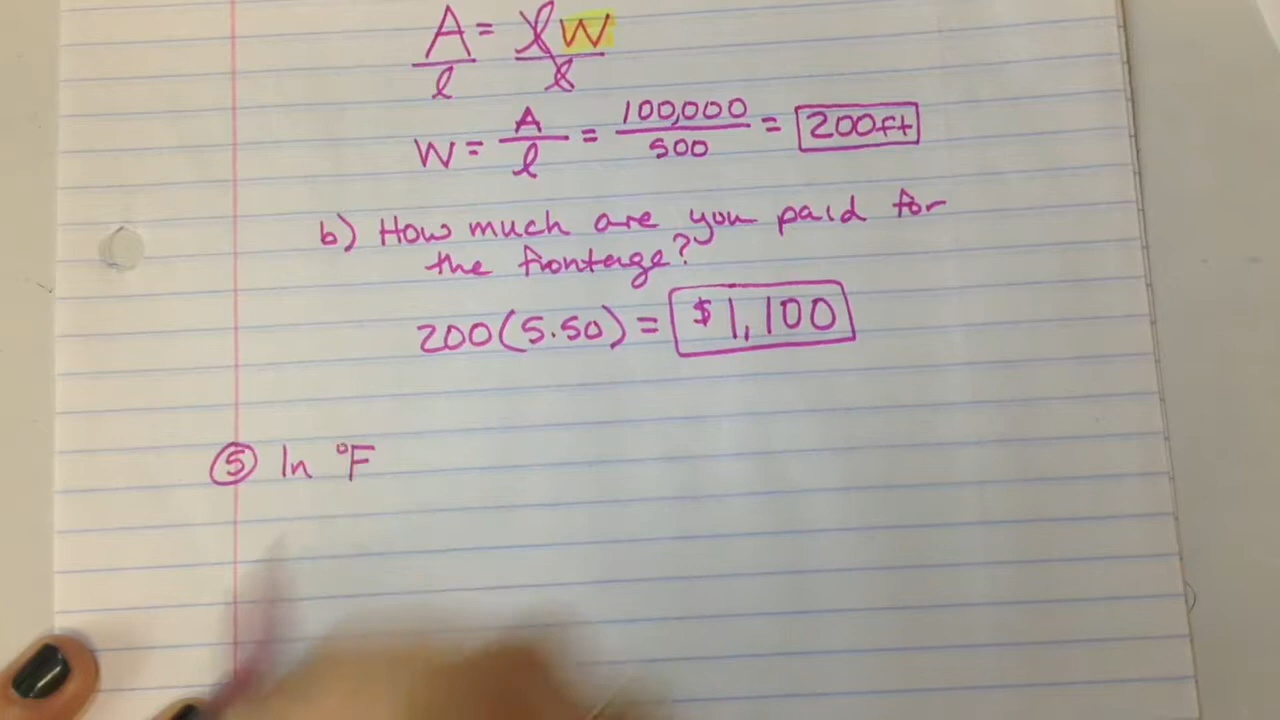 A = lW
l l
W = A = 100,000 = 200ft
l 500
b) How much are you paid for
the frontage?
200(5.50) = $1,100
5 In °F